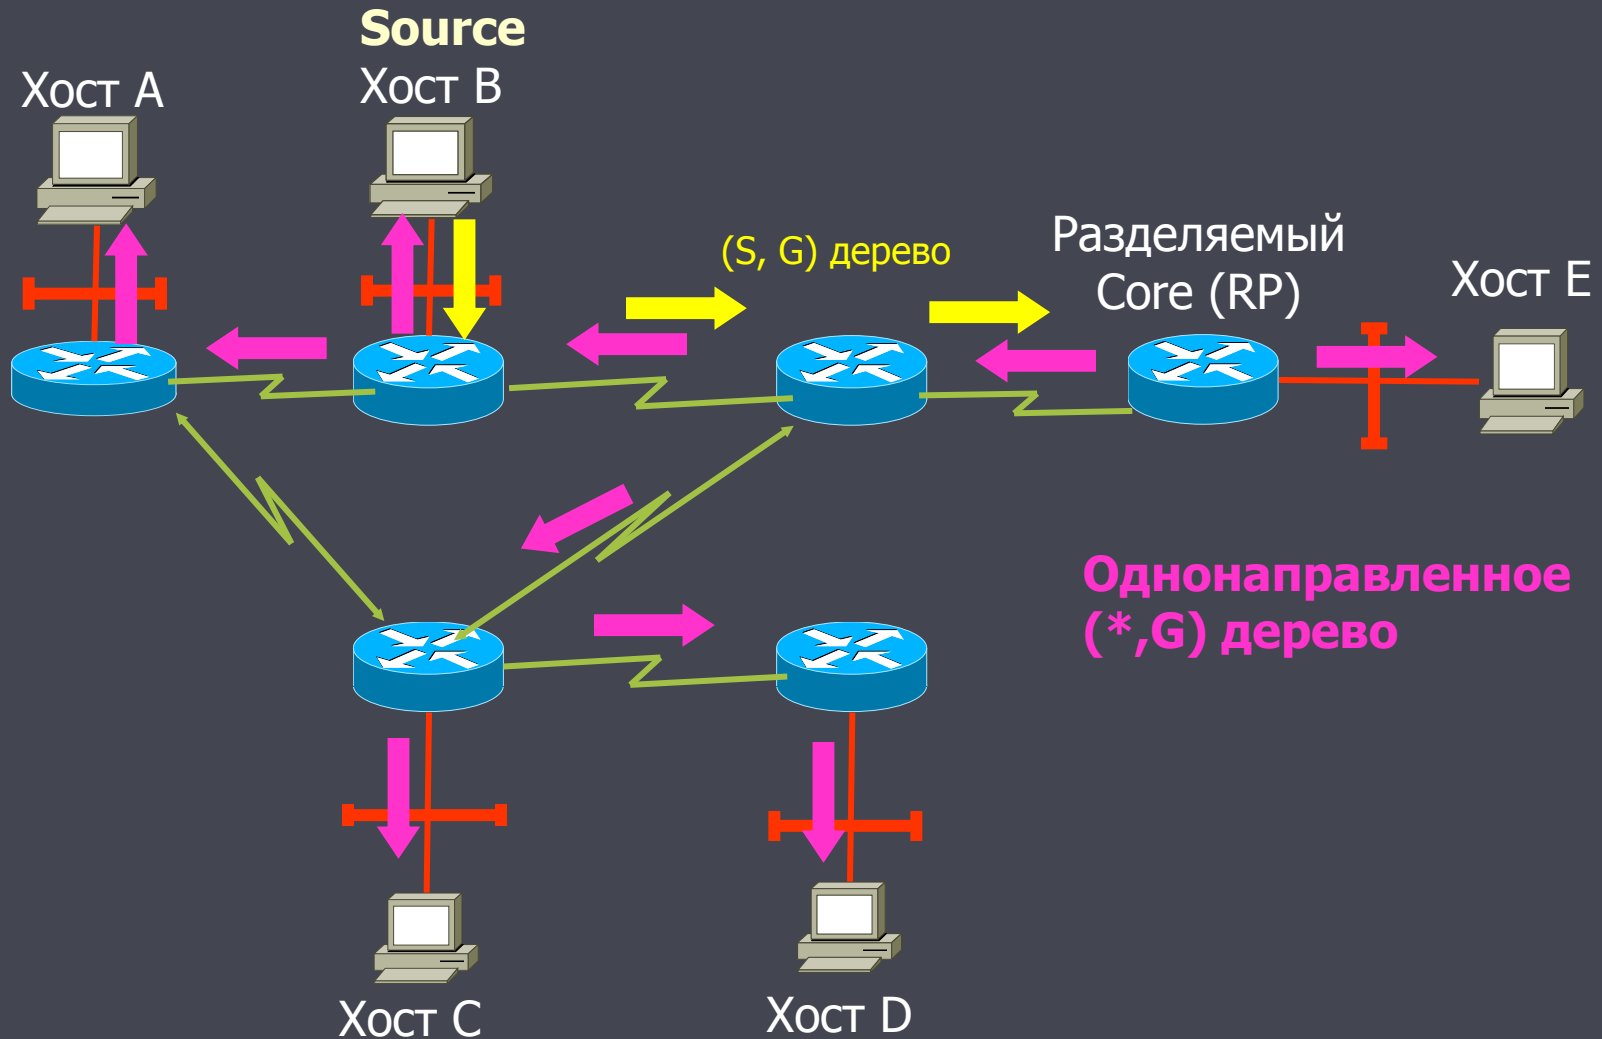 Source
Хост A
Хост B
(S, G) дерево
Разделяемый
Core (RP)
Хост E
Однонаправленное
(*,G) дерево
Хост C
Хост D